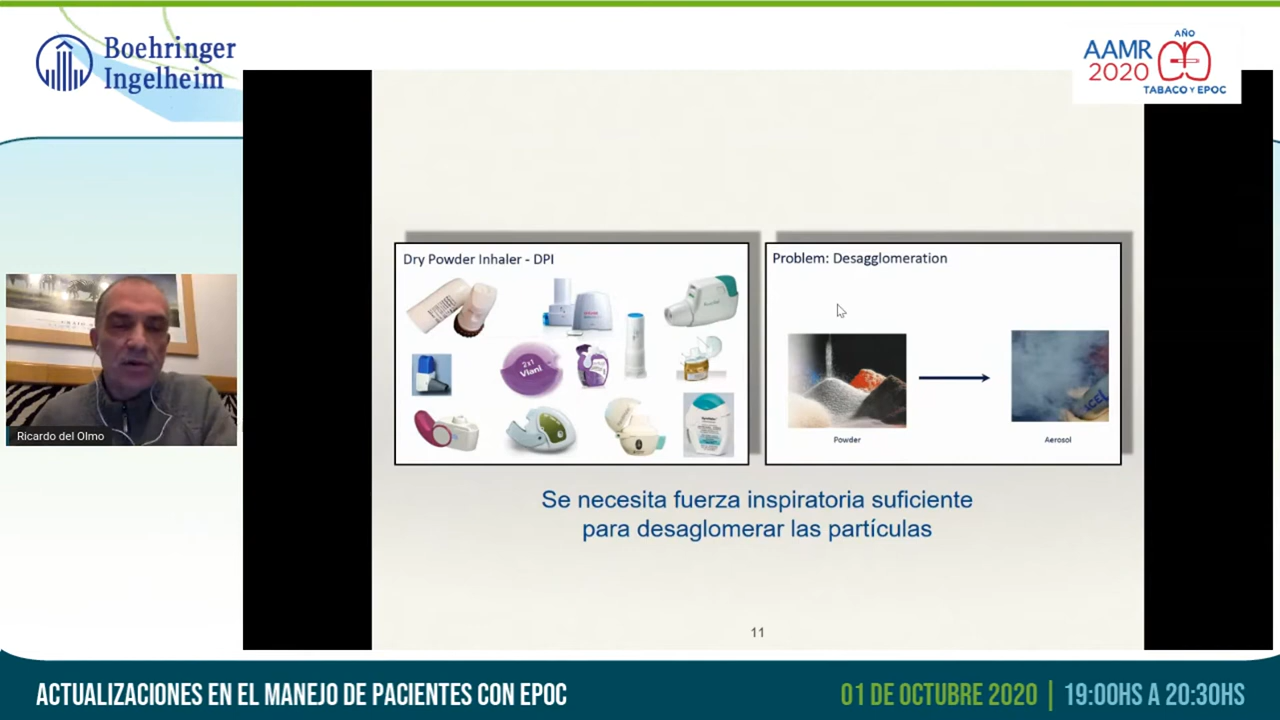 Boehringer
Ingelheim
AÑO
AAMR
2020
TABACO Y EPOC
Dry Powder Inhaler - DPI
2x1
Viani
Problem: Desagglomeration
Powder
Aerosol
Ricardo del Olmo
Se necesita fuerza inspiratoria suficiente
para desaglomerar las partículas
11
ACTUALIZACIONES EN EL MANEJO DE PACIENTES CON EPOC
01 DE OCTUBRE 2020 | 19:00HS A 20:30HS